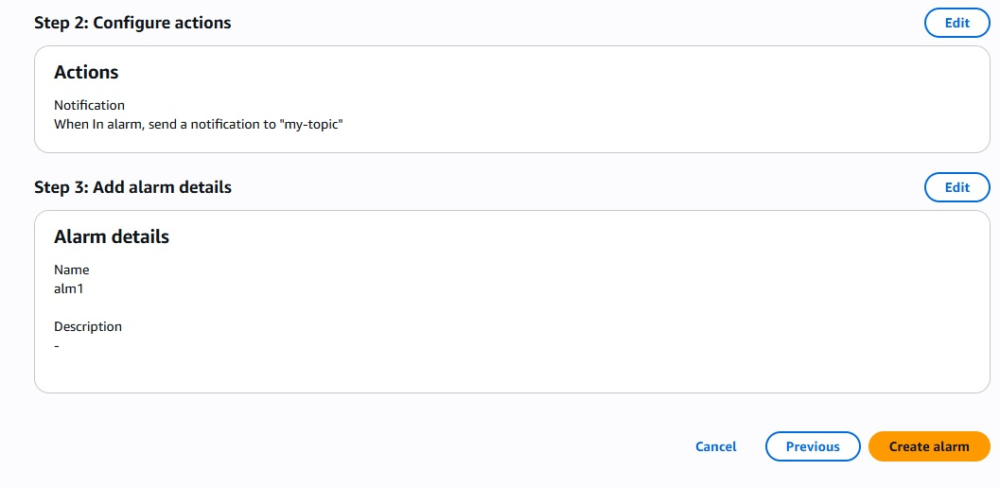 Step 2: Configure actions
Edit
Actions
Notification
When In alarm, send a notification to "my-topic"
Step 3: Add alarm details
Edit
Alarm details
Name
alm1
Description
-
Cancel
Previous
Create alarm